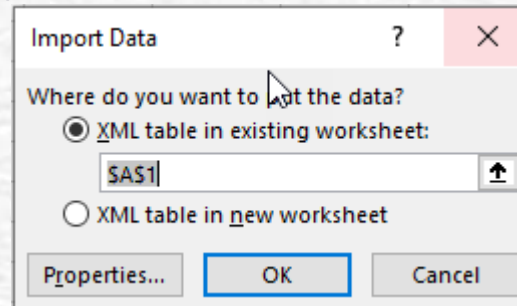 Import Data ?
Where do you want to put the data?
XML table in existing worksheet:
$A$1
XML table in new worksheet
Properties... OK Cancel